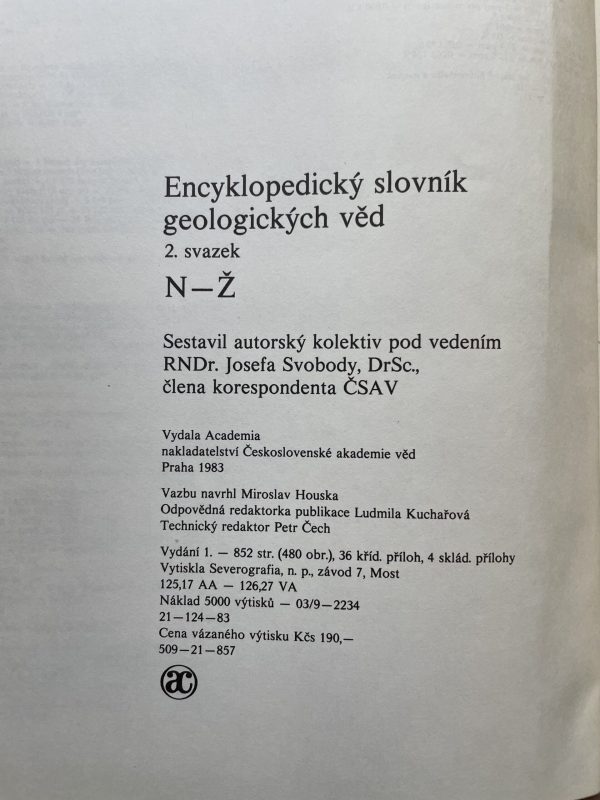 Encyklopedický slovník
geologických věd
2. svazek
N—Ž
Sestavil autorský kolektiv pod vedením
RNDr. Josefa Svobody, DrSc.,
člena korespondenta ČSAV
Vydala Academia
nakladatelství Československé akademie věd
Praha 1983
Vazbu navrhl Miroslav Houska
Odpovědná redaktorka publikace Ludmila Kuchařová
Technický redaktor Petr Čech
Vydání 1. — 852 str. (480 obr.), 36 kříd. příloh, 4 sklád. přílohy
Vytiskla Severografia, n. p., závod 7, Most
125,17 AA — 126,27 VA
Náklad 5000 výtisků — 03/9—2234
21—124—83
Cena vázaného výtisku Kčs 190,—
509—21—857
ac